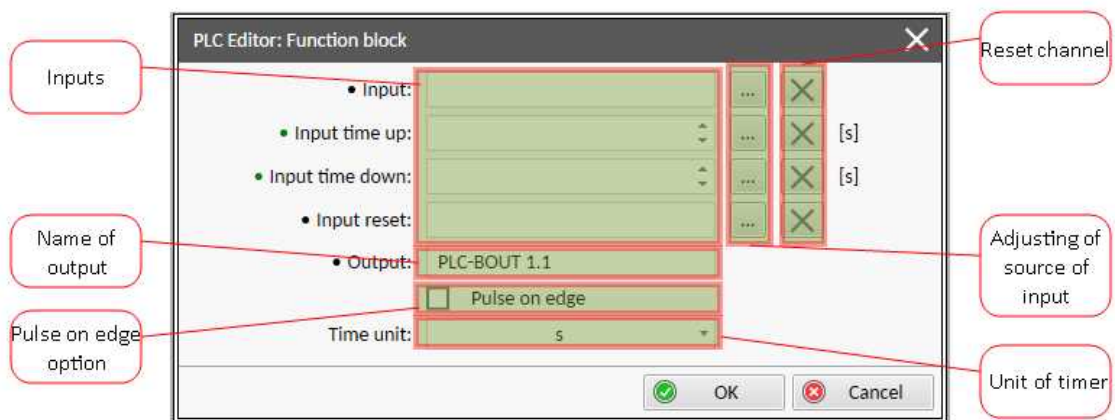 PLC Editor: Function block
Reset channel
Inputs
• Input:
...
• Input time up:
...
[s]
• Input time down:
...
[s]
• Input reset:
...
Name of
output
• Output:
PLC-BOUT 1.1
Adjusting of
source of
input
Pulse on edge
Pulse on edge
option
Time unit:
s
Unit of timer
OK
Cancel